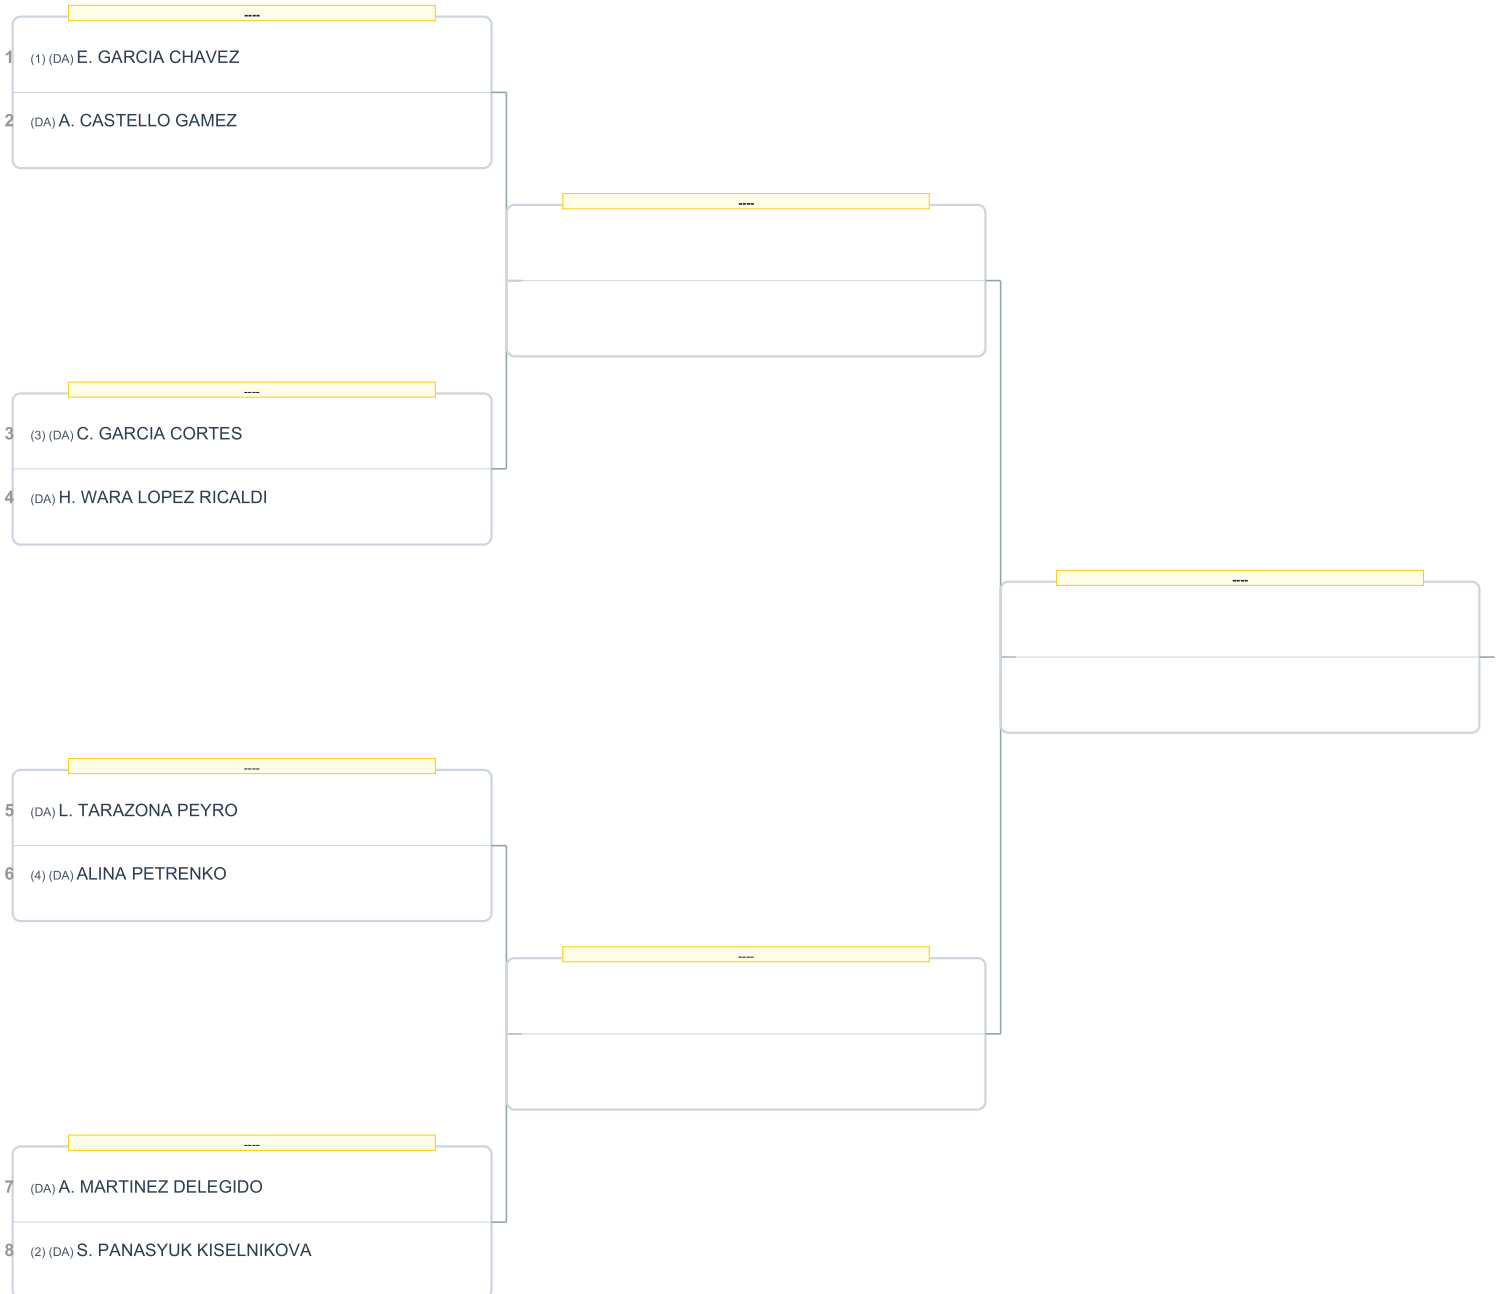 ----
1 (1) (DA) E. GARCIA CHAVEZ
2 (DA) A. CASTELLO GAMEZ
----
----
3 (3) (DA) C. GARCIA CORTES
4 (DA) H. WARA LOPEZ RICALDI
----
----
5 (DA) L. TARAZONA PEYRO
6 (4) (DA) ALINA PETRENKO
----
----
7 (DA) A. MARTINEZ DELEGIDO
8 (2) (DA) S. PANASYUK KISELNIKOVA